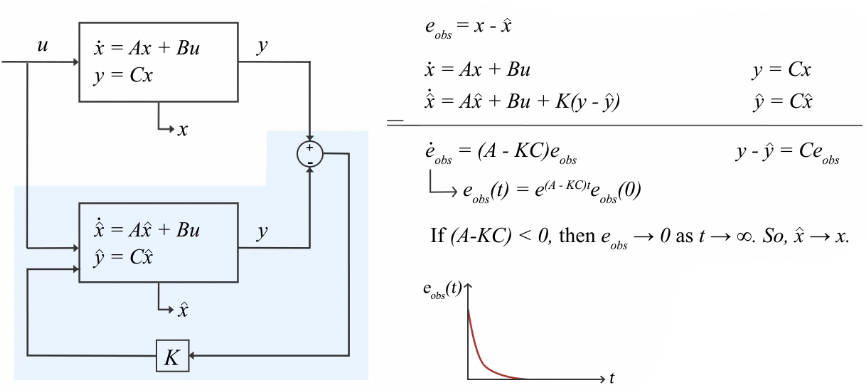 u
ẋ = Ax + Bu
y = Cx
y
x
+
-
x̂̇ = Ax̂ + Bu
ŷ = Cx̂
y
x̂
K
e_obs = x - x̂
ẋ = Ax + Bu y = Cx
x̂̇ = Ax̂ + Bu + K(y - ŷ) ŷ = Cx̂
ė_obs = (A - KC)e_obs y - ŷ = Ce_obs
e_obs(t) = e^(A - KC)t e_obs(0)
If (A-KC) < 0, then e_obs → 0 as t → ∞. So, x̂ → x.
e_obs(t)
t